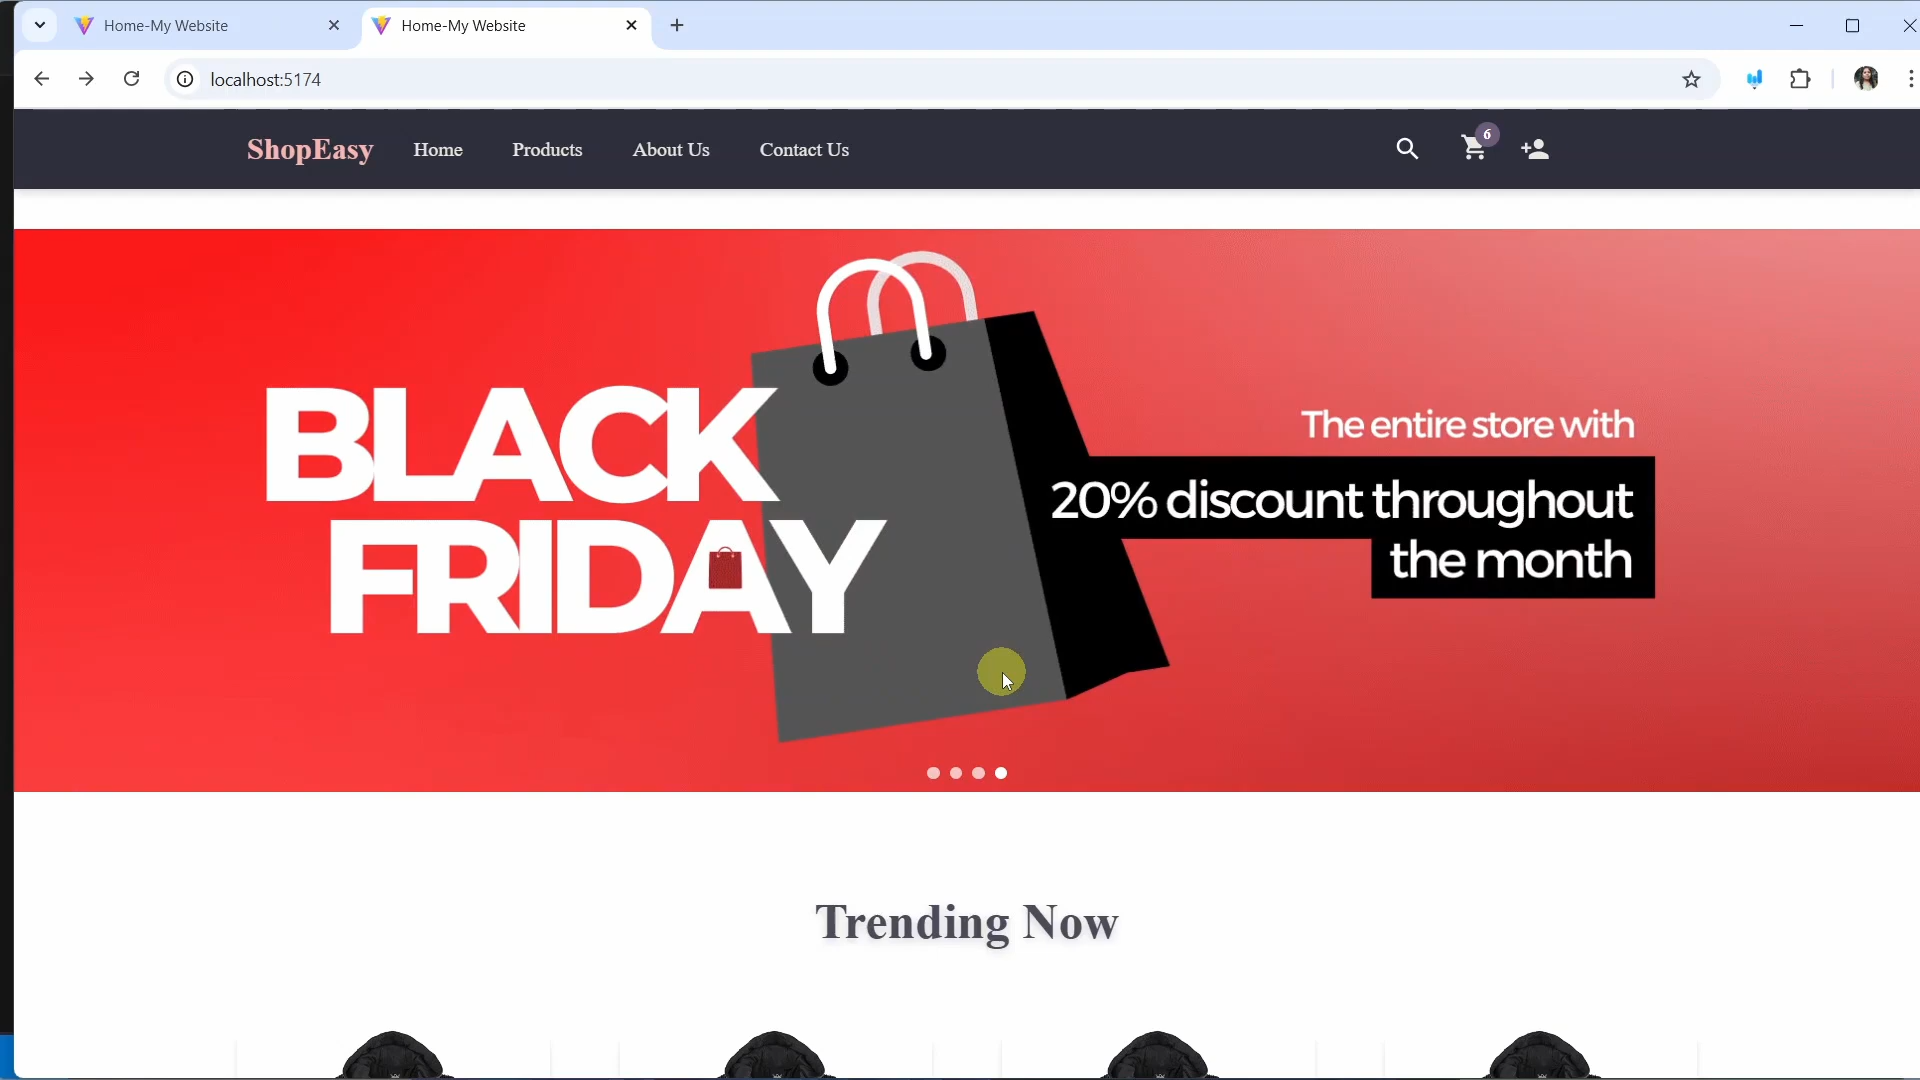 Home-My Website
Home-My Website
localhost:5174
ShopEasy
Home
Products
About Us
Contact Us
6
BLACK
FRIDAY
The entire store with
20% discount throughout
the month
Trending Now